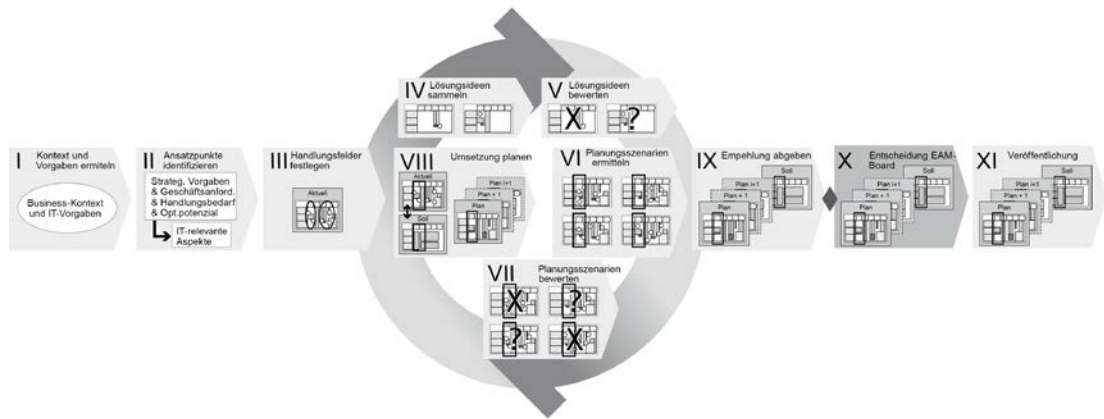 I Kontext und
Vorgaben ermiteln
Business-Kontext
und IT-Vorgaben
II Ansatzpunkte
identifizieren
Strateg. Vorgaben
& Geschäftsanford.
& Handlungsbedarf
& Opt.potenzial
IT-relevante
Aspekte
III Handlungsfelder
festlegen
Aktuell
IV Lösungsideen
sammeln
V Lösungsideen
bewerten
X
?
VI Planungsszenarien
ermitteln
VII Planungsszenarien
bewerten
X
?
?
X
VIII Umsetzung planen
Aktuell
Soll
Plan i+1
Plan + 1
Plan
IX Empehlung abgeben
Soll
Plan i+1
Plan + 1
Plan
X Entscheidung EAM-
Board
Soll
Plan i+1
Plan + 1
Plan
XI Veröffentlichung
Soll
Plan i+1
Plan + 1
Plan